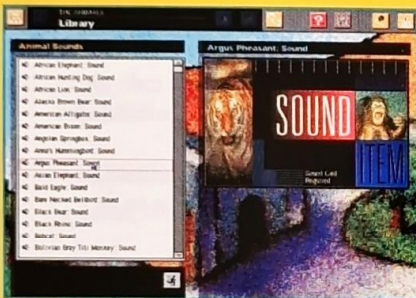 THE ANIMALS
Library
Animal Sounds
African Elephant: Sound
African Hunting Dog: Sound
African Lion: Sound
Alaska Brown Bear: Sound
American Alligator: Sound
American Bison: Sound
Angolan Springbok: Sound
Anna's Hummingbird: Sound
Argus Pheasant: Sound
Asian Elephant: Sound
Bald Eagle: Sound
Bare Necked Bellbird: Sound
Black Bear: Sound
Black Rhino: Sound
Bobcat: Sound
Bolivian Gray Titi Monkey: Sound
Argus Pheasant: Sound
SOUND
ITEM
Sound Card
Required